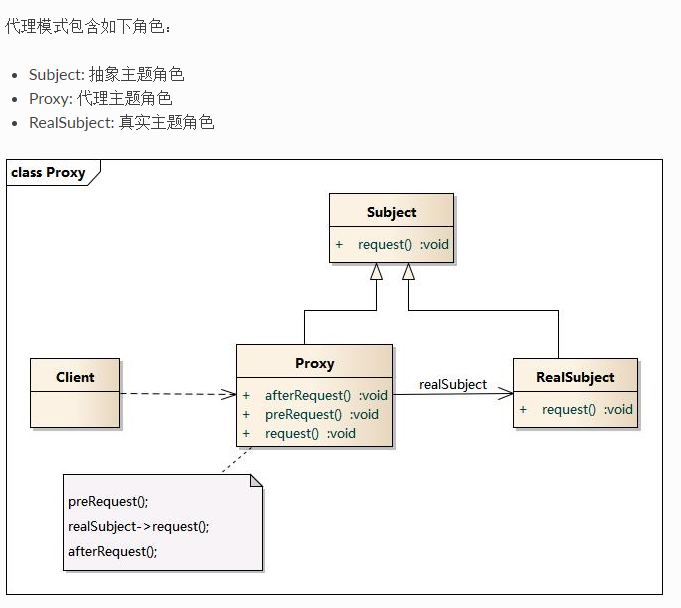 代理模式包含如下角色：
• Subject: 抽象主题角色
• Proxy: 代理主题角色
• RealSubject: 真实主题角色
class Proxy
Subject
+ request() :void
Client
Proxy
+ afterRequest() :void
+ preRequest() :void
+ request() :void
realSubject
RealSubject
+ request() :void
preRequest();
realSubject->request();
afterRequest();